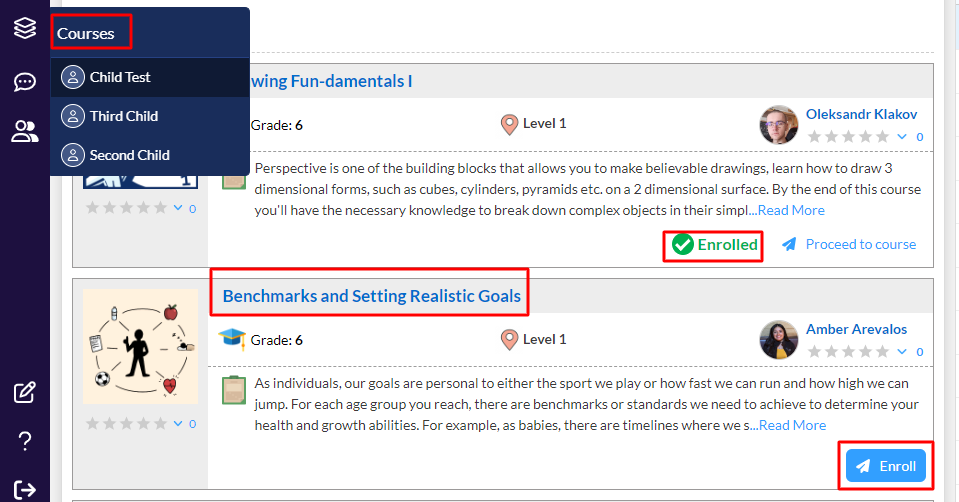 Courses
Child Test
Third Child
Second Child
wing Fun-damentals I
Grade: 6
Level 1
Oleksandr Klakov
0
Perspective is one of the building blocks that allows you to make believable drawings, learn how to draw 3
dimensional forms, such as cubes, cylinders, pyramids etc. on a 2 dimensional surface. By the end of this course
you'll have the necessary knowledge to break down complex objects in their simpl...Read More
0
Enrolled
Proceed to course
Benchmarks and Setting Realistic Goals
Grade: 6
Level 1
Amber Arevalos
0
As individuals, our goals are personal to either the sport we play or how fast we can run and how high we can
jump. For each age group you reach, there are benchmarks or standards we need to achieve to determine your
health and growth abilities. For example, as babies, there are timelines where we s...Read More
0
Enroll